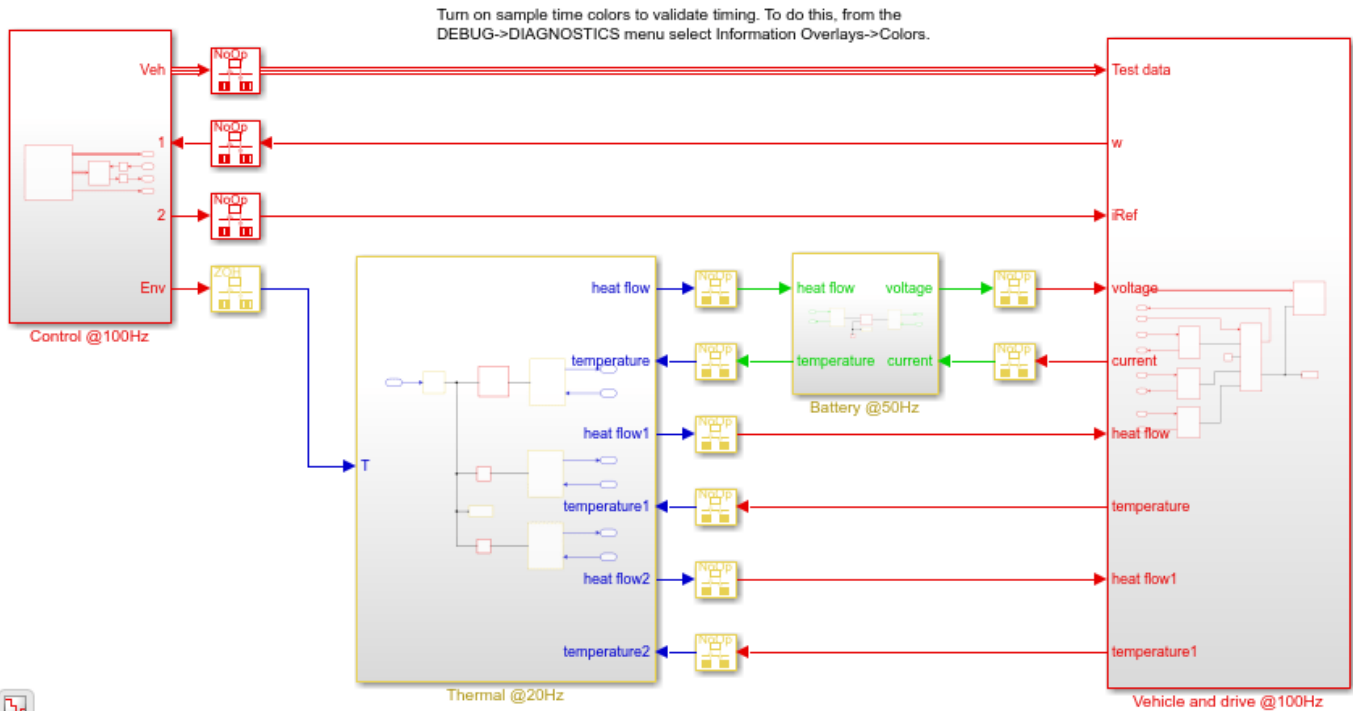 Turn on sample time colors to validate timing. To do this, from the
DEBUG->DIAGNOSTICS menu select Information Overlays->Colors.
Veh
NoOp
Test data
1
NoOp
w
2
NoOp
iRef
Env
ZOH
heat flow
NoOp
heat flow
voltage
NoOp
voltage
Control @100Hz
temperature
NoOp
temperature
current
NoOp
current
Battery @50Hz
heat flow1
NoOp
heat flow
T
temperature1
NoOp
temperature
heat flow2
NoOp
heat flow1
temperature2
NoOp
temperature1
Thermal @20Hz
Vehicle and drive @100Hz